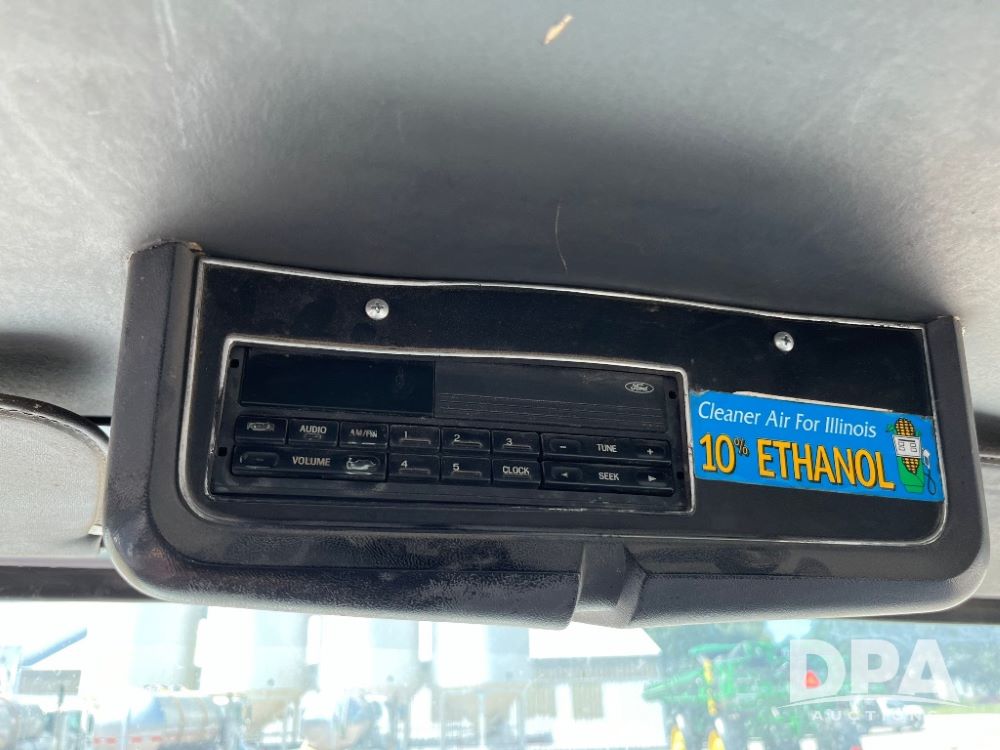 Ford
AUDIO AM/FM 1 2 3 - TUNE +
- VOLUME 4 5 CLOCK ◄ SEEK ►
Cleaner Air For Illinois
10% ETHANOL
DPA
AUCTIONS